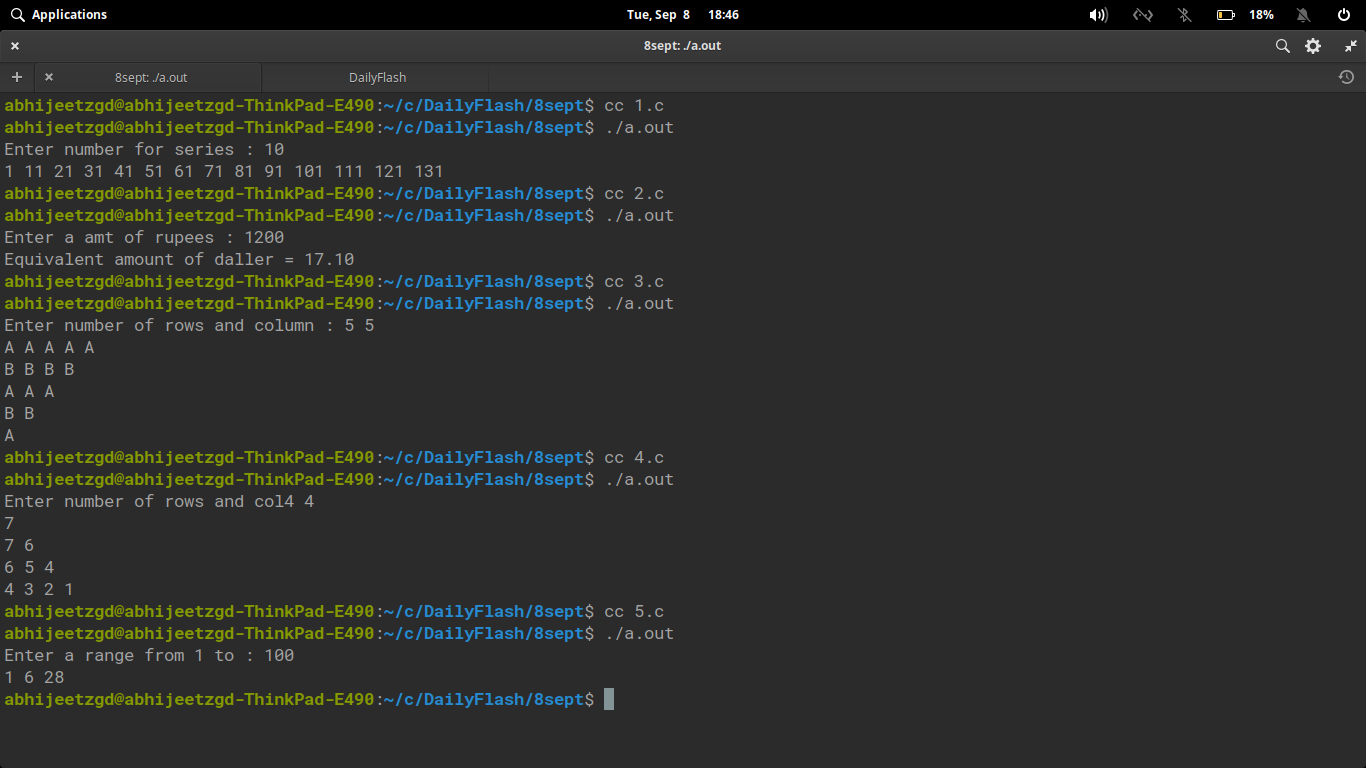 Applications
Tue, Sep 8 18:46
18%
8sept: ./a.out
8sept: ./a.out
DailyFlash
abhijeetzgd@abhijeetzgd-ThinkPad-E490:~/c/DailyFlash/8sept$ cc 1.c
abhijeetzgd@abhijeetzgd-ThinkPad-E490:~/c/DailyFlash/8sept$ ./a.out
Enter number for series : 10
1 11 21 31 41 51 61 71 81 91 101 111 121 131
abhijeetzgd@abhijeetzgd-ThinkPad-E490:~/c/DailyFlash/8sept$ cc 2.c
abhijeetzgd@abhijeetzgd-ThinkPad-E490:~/c/DailyFlash/8sept$ ./a.out
Enter a amt of rupees : 1200
Equivalent amount of daller = 17.10
abhijeetzgd@abhijeetzgd-ThinkPad-E490:~/c/DailyFlash/8sept$ cc 3.c
abhijeetzgd@abhijeetzgd-ThinkPad-E490:~/c/DailyFlash/8sept$ ./a.out
Enter number of rows and column : 5 5
A A A A A
B B B B
A A A
B B
A
abhijeetzgd@abhijeetzgd-ThinkPad-E490:~/c/DailyFlash/8sept$ cc 4.c
abhijeetzgd@abhijeetzgd-ThinkPad-E490:~/c/DailyFlash/8sept$ ./a.out
Enter number of rows and col4 4
7
7 6
6 5 4
4 3 2 1
abhijeetzgd@abhijeetzgd-ThinkPad-E490:~/c/DailyFlash/8sept$ cc 5.c
abhijeetzgd@abhijeetzgd-ThinkPad-E490:~/c/DailyFlash/8sept$ ./a.out
Enter a range from 1 to : 100
1 6 28
abhijeetzgd@abhijeetzgd-ThinkPad-E490:~/c/DailyFlash/8sept$